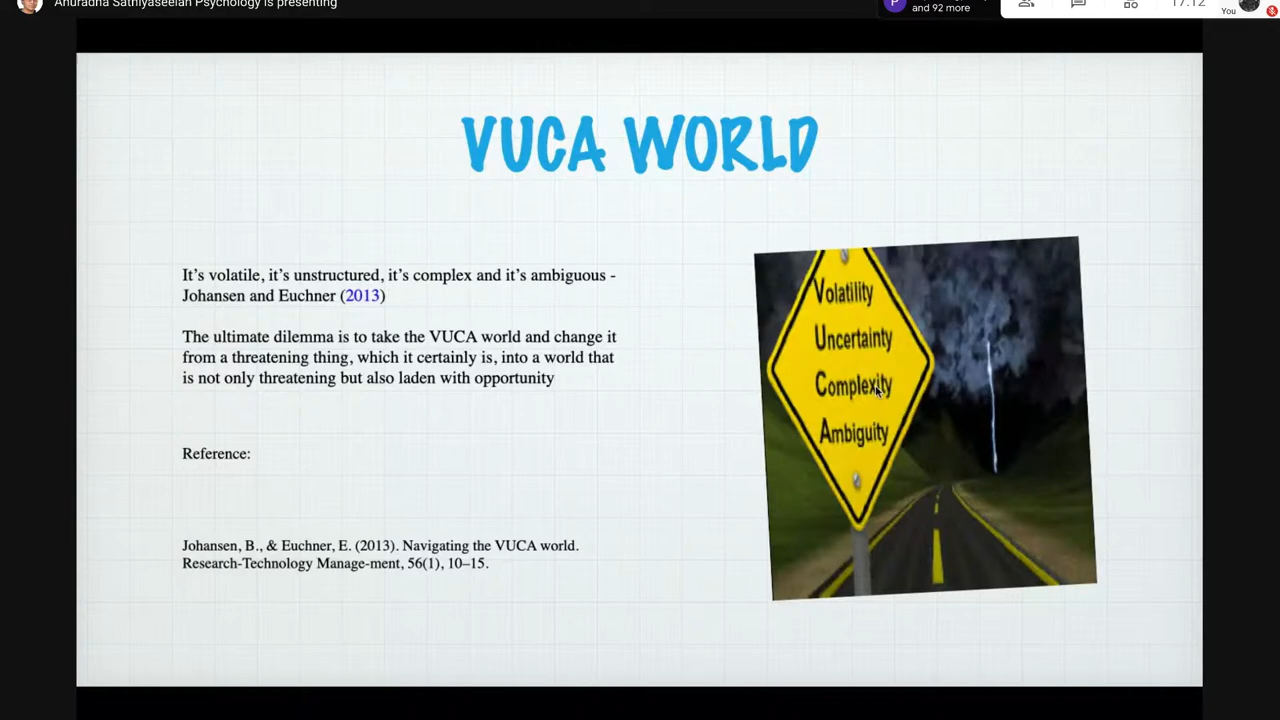 Anuradha Sathiyaseelan Psychology is presenting
and 92 more
17:12
You
VUCA WORLD
It's volatile, it's unstructured, it's complex and it's ambiguous -
Johansen and Euchner (2013)
The ultimate dilemma is to take the VUCA world and change it
from a threatening thing, which it certainly is, into a world that
is not only threatening but also laden with opportunity
Reference:
Johansen, B., & Euchner, E. (2013). Navigating the VUCA world.
Research-Technology Manage-ment, 56(1), 10–15.
Volatility
Uncertainty
Complexity
Ambiguity